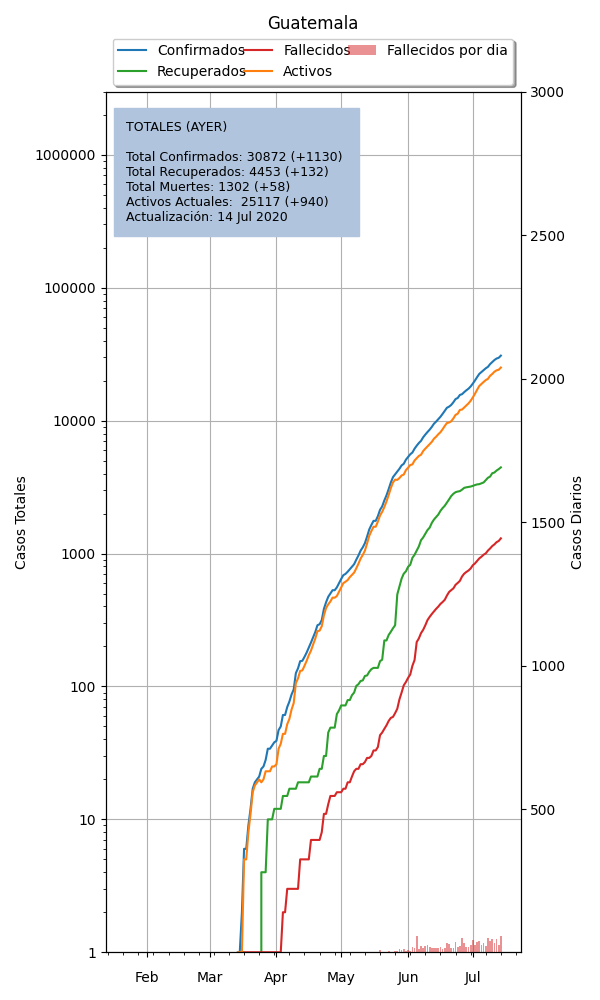 Guatemala
Confirmados
Fallecidos
Fallecidos por dia
Recuperados
Activos
TOTALES (AYER)
Total Confirmados: 30872 (+1130)
Total Recuperados: 4453 (+132)
Total Muertes: 1302 (+58)
Activos Actuales:  25117 (+940)
Actualización: 14 Jul 2020
1000000
100000
10000
1000
100
10
1
Casos Totales
3000
2500
2000
1500
1000
500
Casos Diarios
Feb
Mar
Apr
May
Jun
Jul